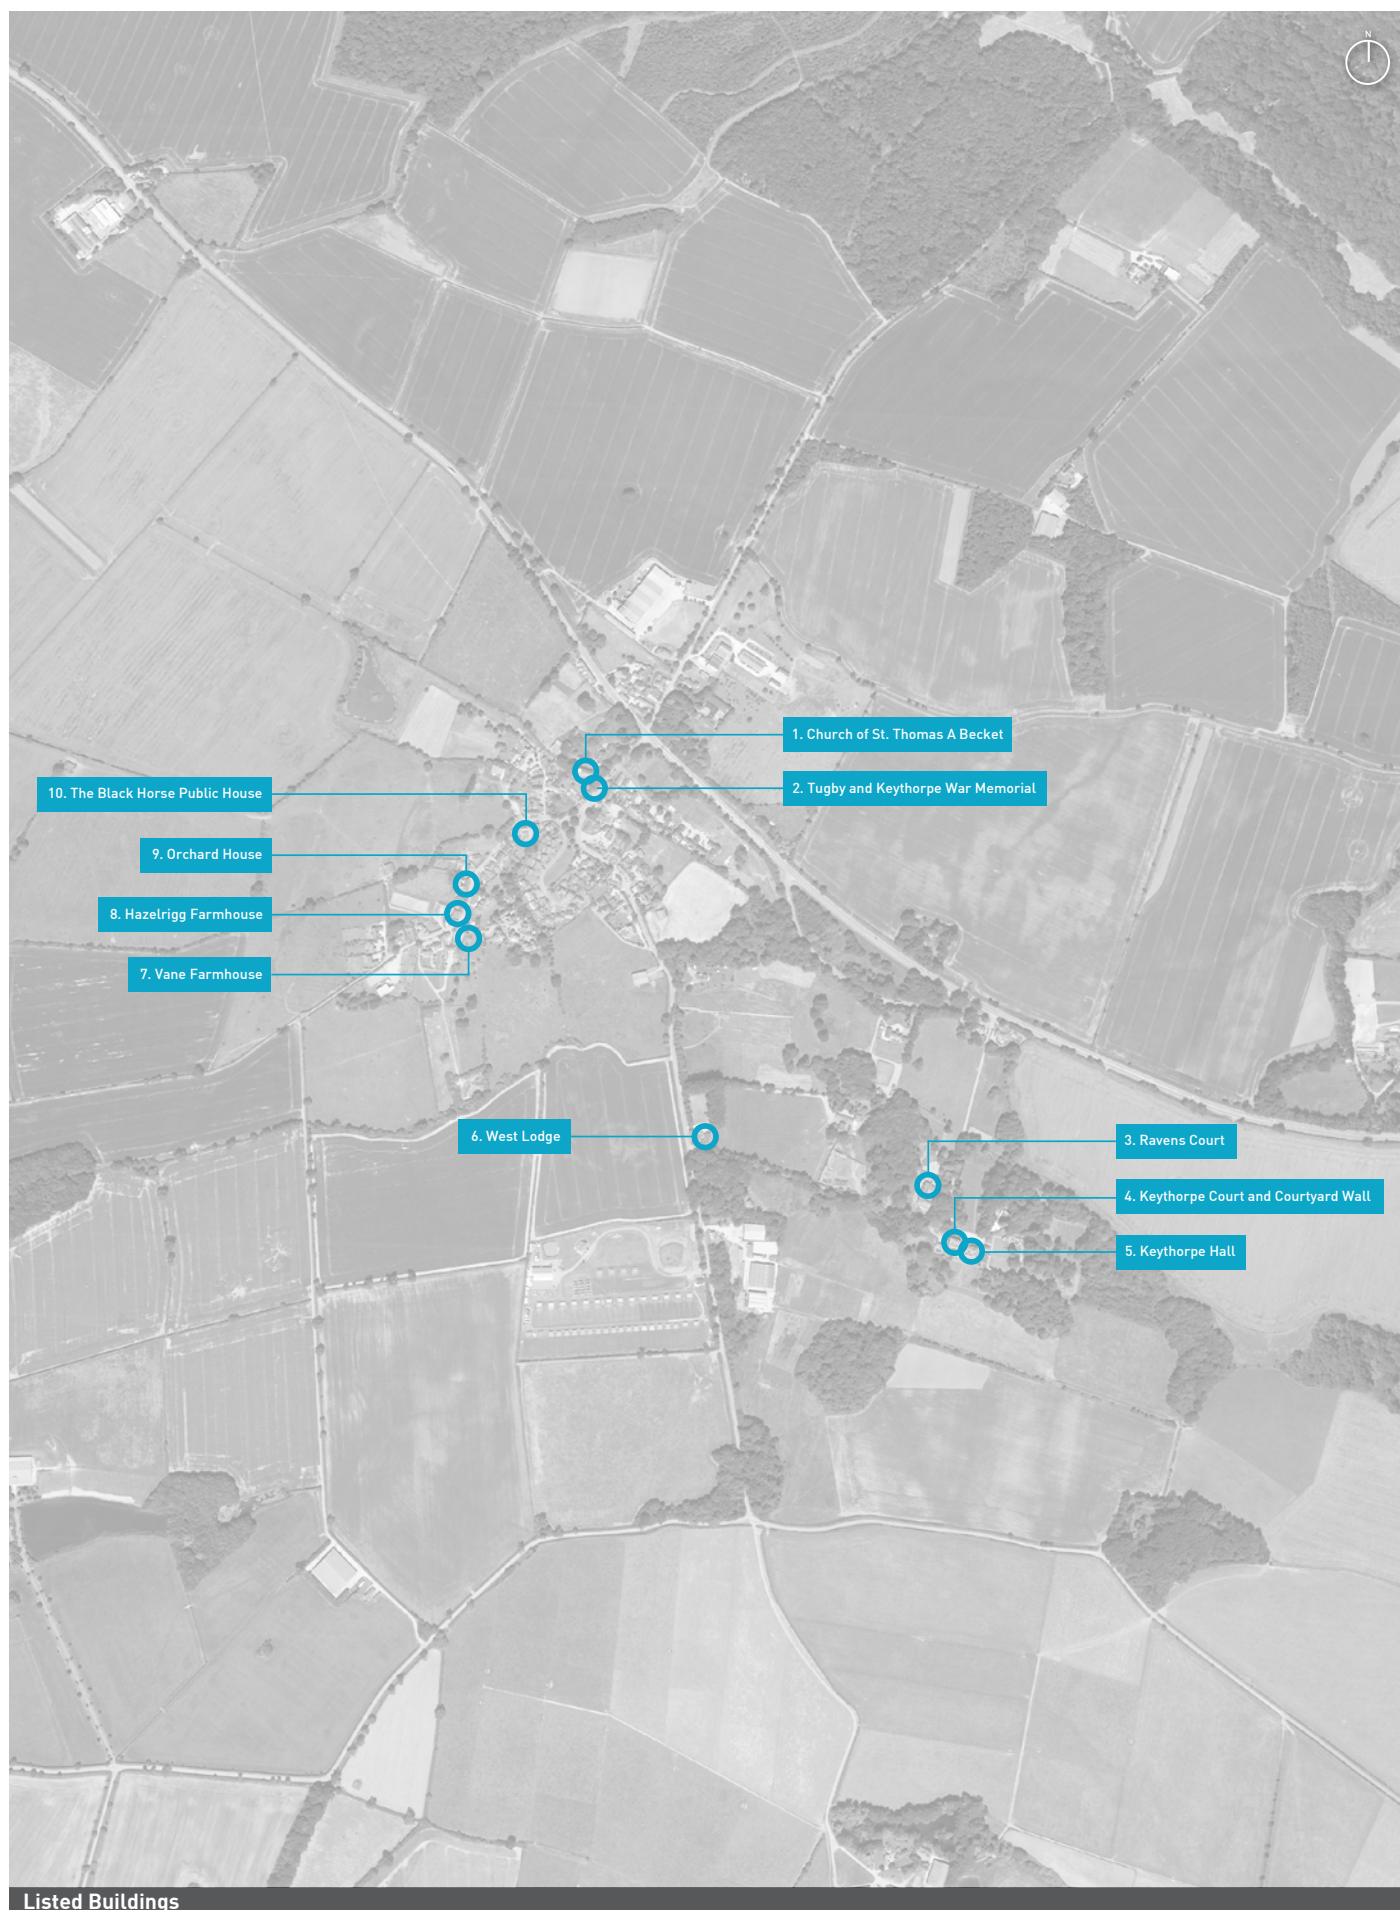 N
1. Church of St. Thomas A Becket
2. Tugby and Keythorpe War Memorial
10. The Black Horse Public House
9. Orchard House
8. Hazelrigg Farmhouse
7. Vane Farmhouse
6. West Lodge
3. Ravens Court
4. Keythorpe Court and Courtyard Wall
5. Keythorpe Hall
Listed Buildings